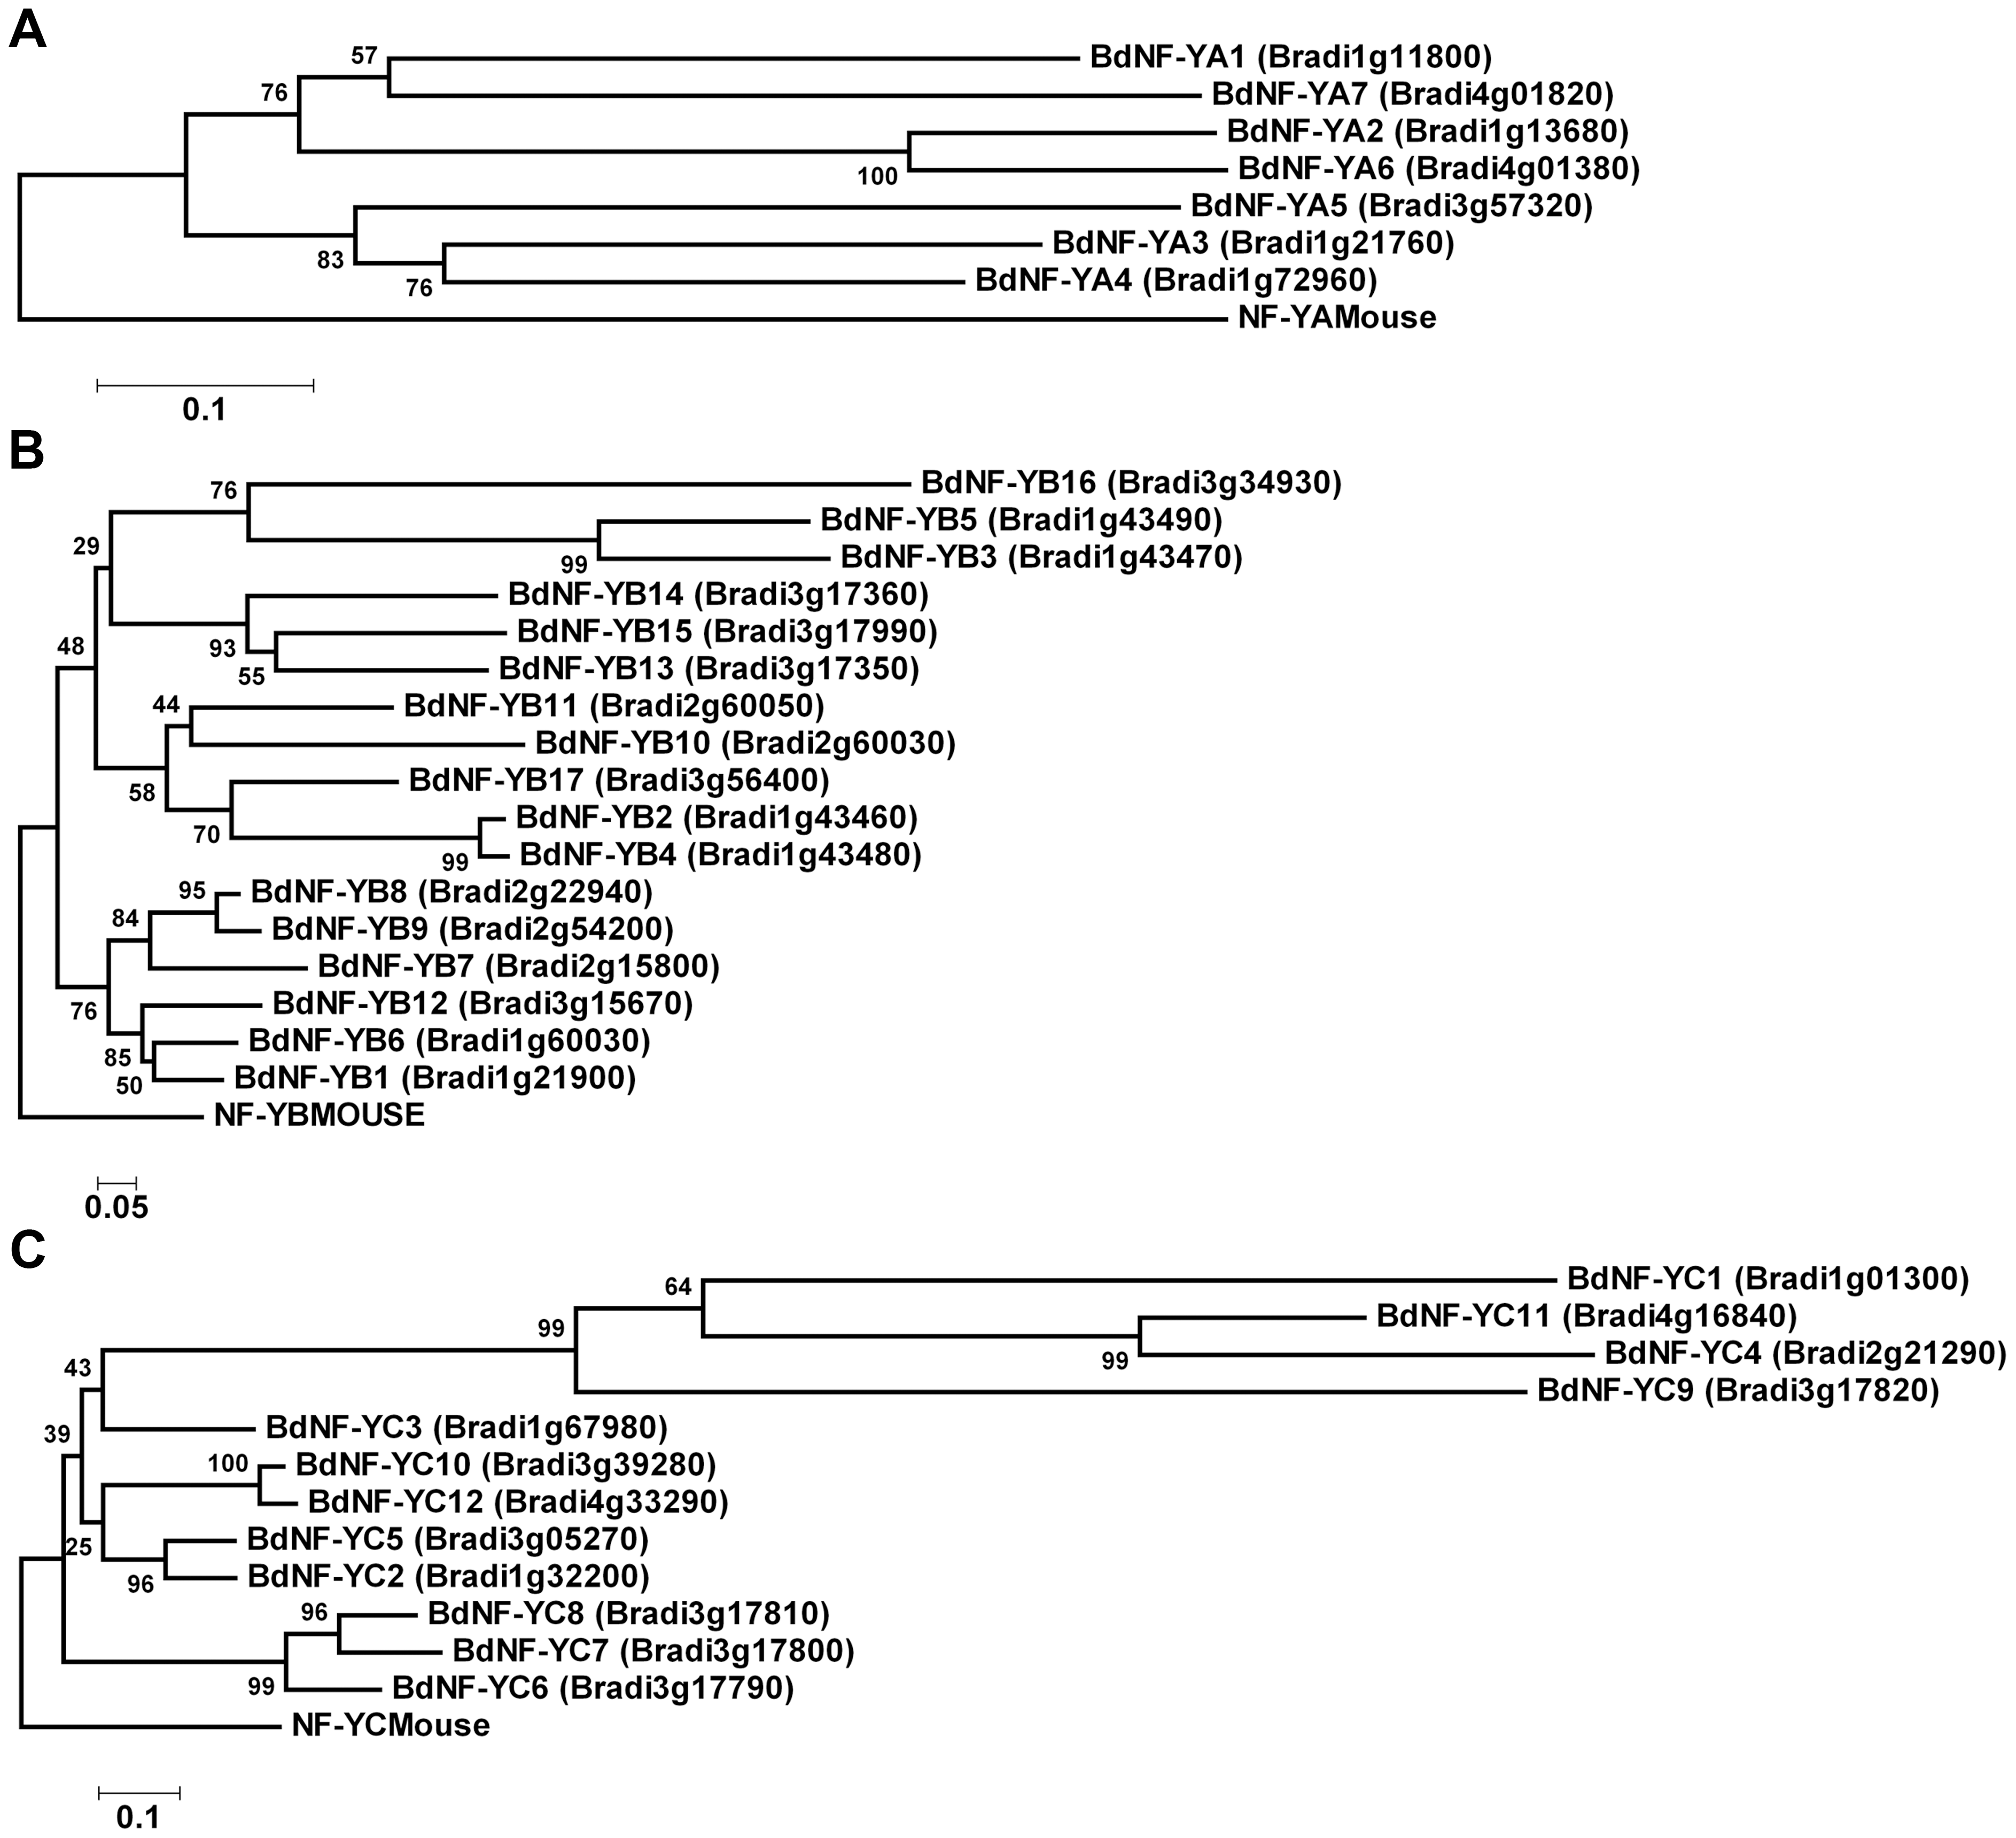 A
57
BdNF-YA1 (Bradi1g11800)
76
BdNF-YA7 (Bradi4g01820)
BdNF-YA2 (Bradi1g13680)
100
BdNF-YA6 (Bradi4g01380)
BdNF-YA5 (Bradi3g57320)
83
BdNF-YA3 (Bradi1g21760)
76
BdNF-YA4 (Bradi1g72960)
NF-YAMouse
0.1
B
76
BdNF-YB16 (Bradi3g34930)
BdNF-YB5 (Bradi1g43490)
29
99
BdNF-YB3 (Bradi1g43470)
BdNF-YB14 (Bradi3g17360)
93
BdNF-YB15 (Bradi3g17990)
48
55
BdNF-YB13 (Bradi3g17350)
44
BdNF-YB11 (Bradi2g60050)
BdNF-YB10 (Bradi2g60030)
58
BdNF-YB17 (Bradi3g56400)
70
BdNF-YB2 (Bradi1g43460)
99
BdNF-YB4 (Bradi1g43480)
95
BdNF-YB8 (Bradi2g22940)
84
BdNF-YB9 (Bradi2g54200)
BdNF-YB7 (Bradi2g15800)
76
BdNF-YB12 (Bradi3g15670)
85
BdNF-YB6 (Bradi1g60030)
50
BdNF-YB1 (Bradi1g21900)
NF-YBMOUSE
0.05
C
64
BdNF-YC1 (Bradi1g01300)
99
BdNF-YC11 (Bradi4g16840)
99
BdNF-YC4 (Bradi2g21290)
43
BdNF-YC9 (Bradi3g17820)
39
BdNF-YC3 (Bradi1g67980)
100
BdNF-YC10 (Bradi3g39280)
BdNF-YC12 (Bradi4g33290)
25
BdNF-YC5 (Bradi3g05270)
96
BdNF-YC2 (Bradi1g32200)
96
BdNF-YC8 (Bradi3g17810)
BdNF-YC7 (Bradi3g17800)
99
BdNF-YC6 (Bradi3g17790)
NF-YCMouse
0.1